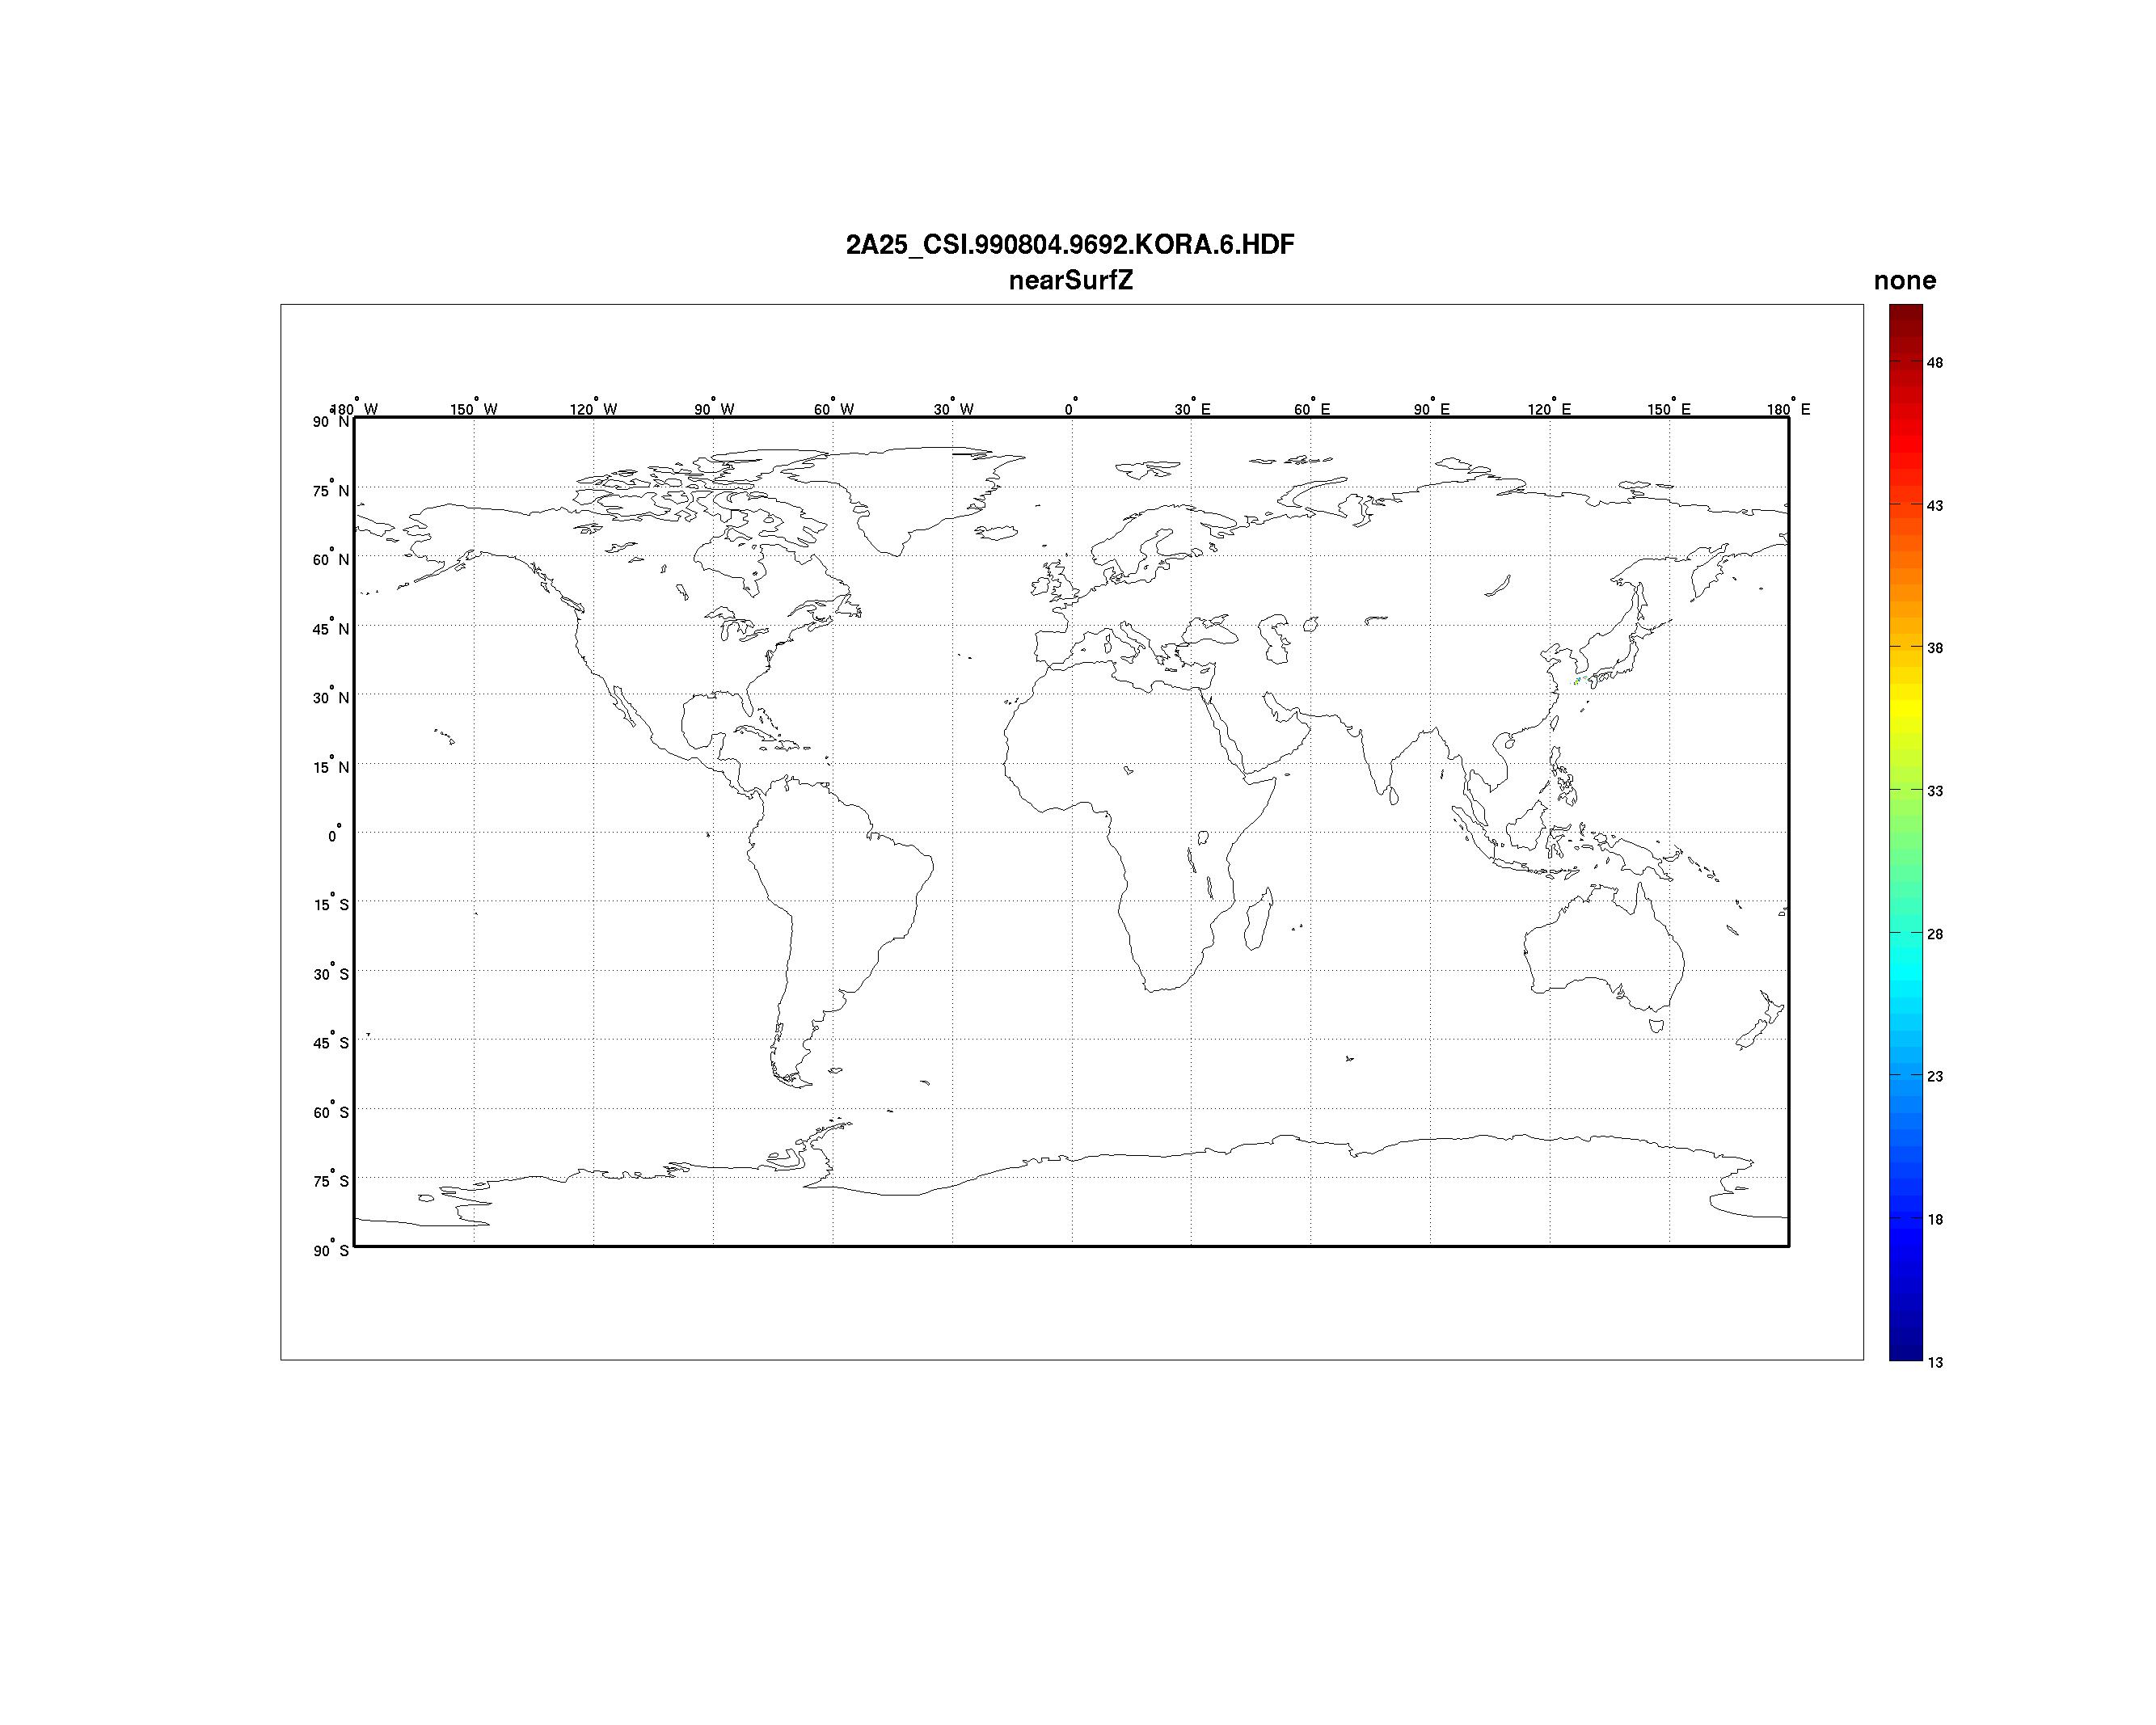 2A25_CSI.990804.9692.KORA.6.HDF
nearSurfZ
none
180° W 150° W 120° W 90° W 60° W 30° W 0° 30° E 60° E 90° E 120° E 150° E 180° E
90° N
75° N
60° N
45° N
30° N
15° N
0°
15° S
30° S
45° S
60° S
75° S
90° S
48
43
38
33
28
23
18
13